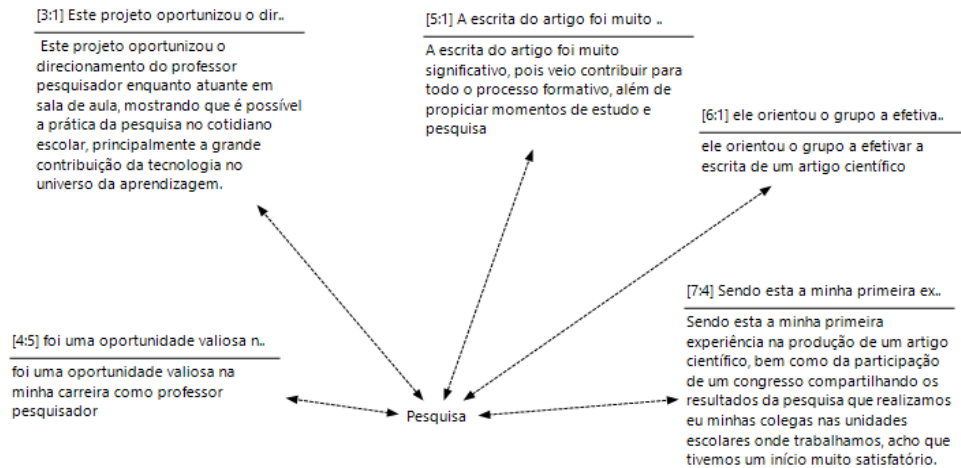 [3:1] Este projeto oportunizou o dir..
Este projeto oportunizou o
direcionamento do professor
pesquisador enquanto atuante em
sala de aula, mostrando que é possível
a prática da pesquisa no cotidiano
escolar, principalmente a grande
contribuição da tecnologia no
universo da aprendizagem.
[5:1] A escrita do artigo foi muito ..
A escrita do artigo foi muito
significativo, pois veio contribuir para
todo o processo formativo, além de
propiciar momentos de estudo e
pesquisa
[6:1] ele orientou o grupo a efetiva..
ele orientou o grupo a efetivar a
escrita de um artigo científico
[4:5] foi uma oportunidade valiosa n..
foi uma oportunidade valiosa na
minha carreira como professor
pesquisador
Pesquisa
[7:4] Sendo esta a minha primeira ex..
Sendo esta a minha primeira
experiência na produção de um artigo
científico, bem como da participação
de um congresso compartilhando os
resultados da pesquisa que realizamos
eu minhas colegas nas unidades
escolares onde trabalhamos, acho que
tivemos um início muito satisfatório.